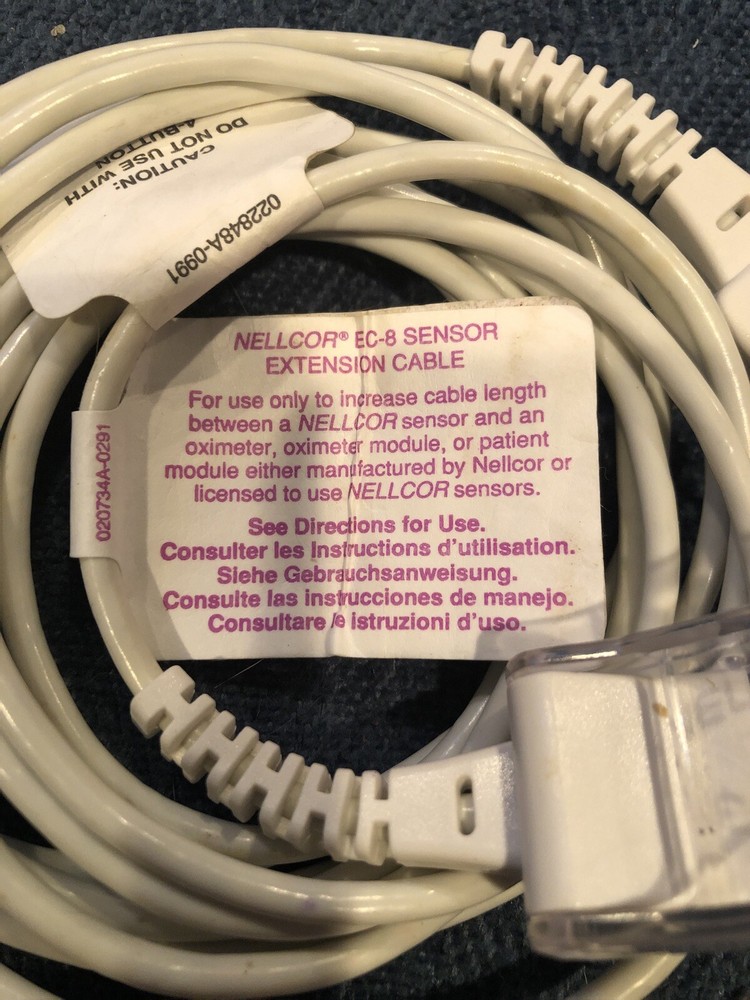 CAUTION:
DO NOT USE WITH
4-BUTTON
022848A-0991
NELLCOR® EC-8 SENSOR
EXTENSION CABLE
For use only to increase cable length
between a NELLCOR sensor and an
oximeter, oximeter module, or patient
module either manufactured by Nellcor or
licensed to use NELLCOR sensors.
See Directions for Use.
Consulter les Instructions d'utilisation.
Siehe Gebrauchsanweisung.
Consulte las instrucciones de manejo.
Consultare le istruzioni d'uso.
020734A-0291